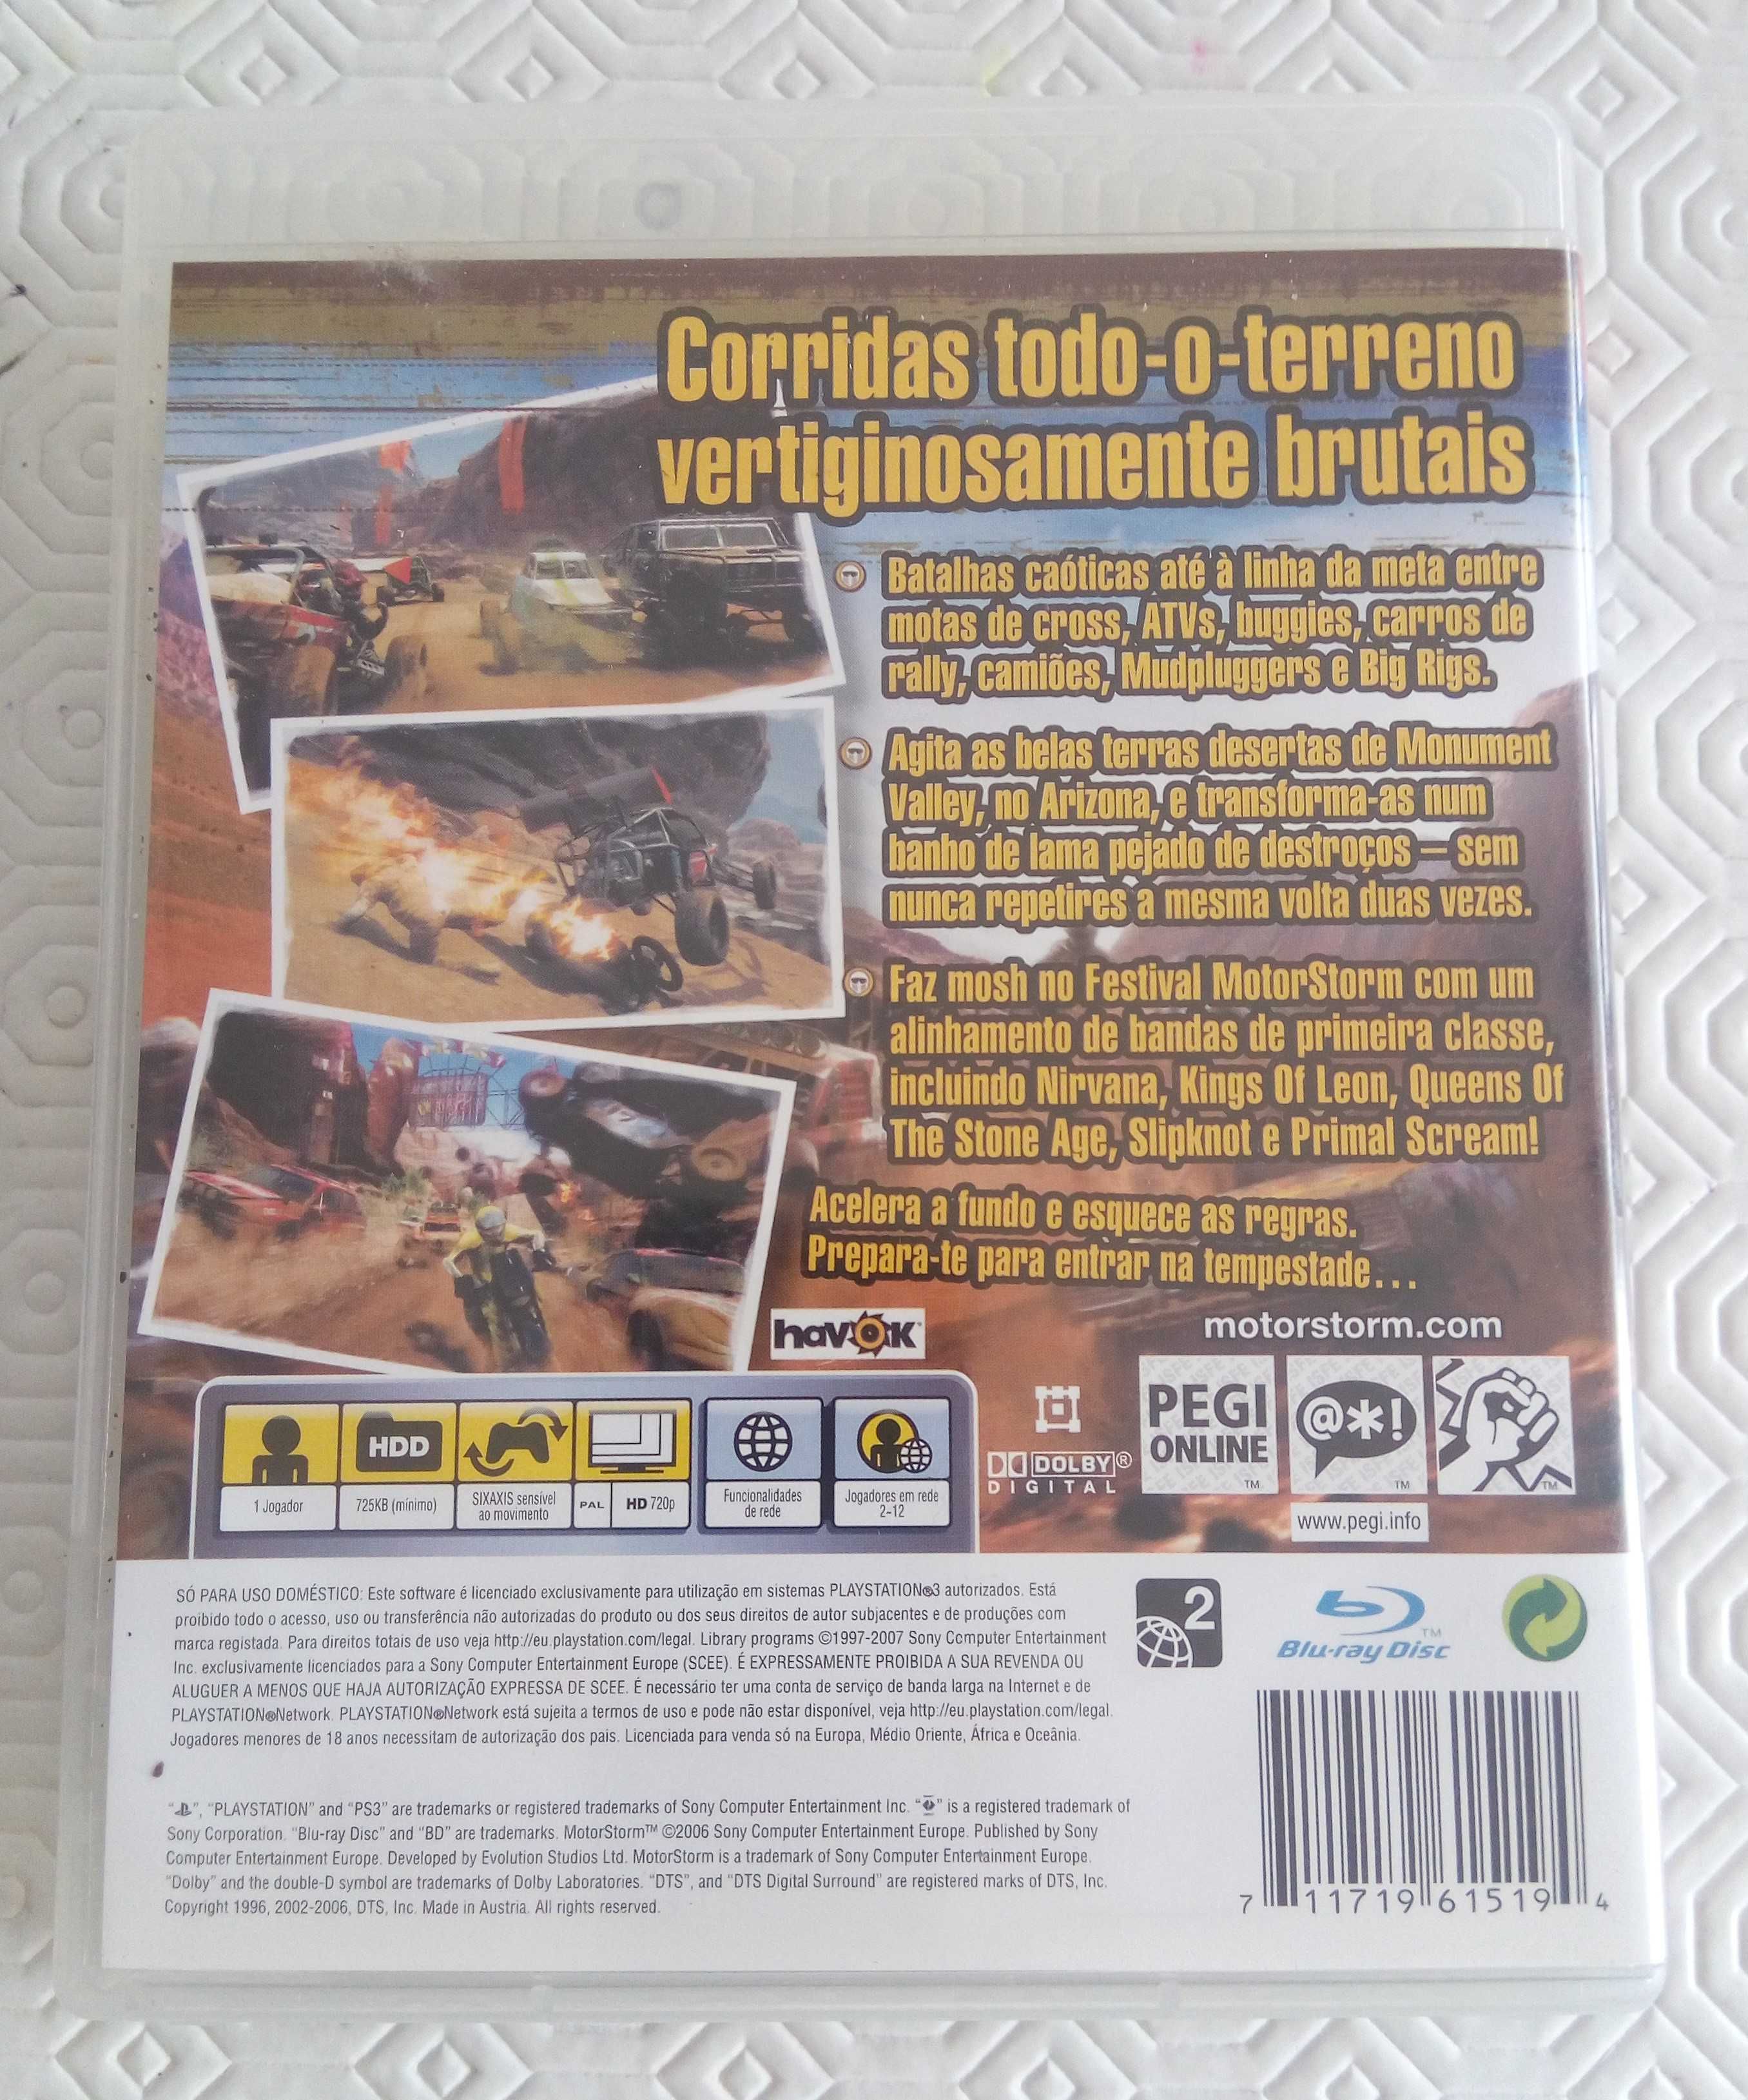 Corridas todo-o-terreno
vertiginosamente brutais
Batalhas caóticas até à linha da meta entre
motas de cross, ATVs, buggies, carros de
rally, camiões, Mudpluggers e Big Rigs.
Agita as belas terras desertas de Monument
Valley, no Arizona, e transforma-as num
banho de lama pejado de destroços – sem
nunca repetires a mesma volta duas vezes.
Faz mosh no Festival MotorStorm com um
alinhamento de bandas de primeira classe,
incluindo Nirvana, Kings Of Leon, Queens Of
The Stone Age, Slipknot e Primal Scream!
Acelera a fundo e esquece as regras.
Prepara-te para entrar na tempestade...
havok™
motorstorm.com
HDD
1 Jogador
725KB (mínimo)
SIXAXIS sensível
ao movimento
PAL
HD 720p
Funcionalidades
de rede
Jogadores em rede
2-12
DOLBY®
DIGITAL
PEGI
ONLINE
™
@*!
™
™
www.pegi.info
SÓ PARA USO DOMÉSTICO: Este software é licenciado exclusivamente para utilização em sistemas PLAYSTATION®3 autorizados. Está
proibido todo o acesso, uso ou transferência não autorizadas do produto ou dos seus direitos de autor subjacentes e de produções com
marca registada. Para direitos totais de uso veja http://eu.playstation.com/legal. Library programs ©1997-2007 Sony Computer Entertainment
Inc. exclusivamente licenciados para a Sony Computer Entertainment Europe (SCEE). É EXPRESSAMENTE PROIBIDA A SUA REVENDA OU
ALUGUER A MENOS QUE HAJA AUTORIZAÇÃO EXPRESSA DE SCEE. É necessário ter uma conta de serviço de banda larga na Internet e de
PLAYSTATION®Network. PLAYSTATION®Network está sujeita a termos de uso e pode não estar disponível, veja http://eu.playstation.com/legal.
Jogadores menores de 18 anos necessitam de autorização dos pais. Licenciada para venda só na Europa, Médio Oriente, África e Oceânia.
2
™
Blu-ray Disc
"", "PLAYSTATION" and "PS3" are trademarks or registered trademarks of Sony Computer Entertainment Inc. "" is a registered trademark of
Sony Corporation. "Blu-ray Disc" and "BD" are trademarks. MotorStorm™ ©2006 Sony Computer Entertainment Europe. Published by Sony
Computer Entertainment Europe. Developed by Evolution Studios Ltd. MotorStorm is a trademark of Sony Computer Entertainment Europe.
"Dolby" and the double-D symbol are trademarks of Dolby Laboratories. "DTS", and "DTS Digital Surround" are registered marks of DTS, Inc.
Copyright 1996, 2002-2006, DTS, Inc. Made in Austria. All rights reserved.
7 11719 61519 4